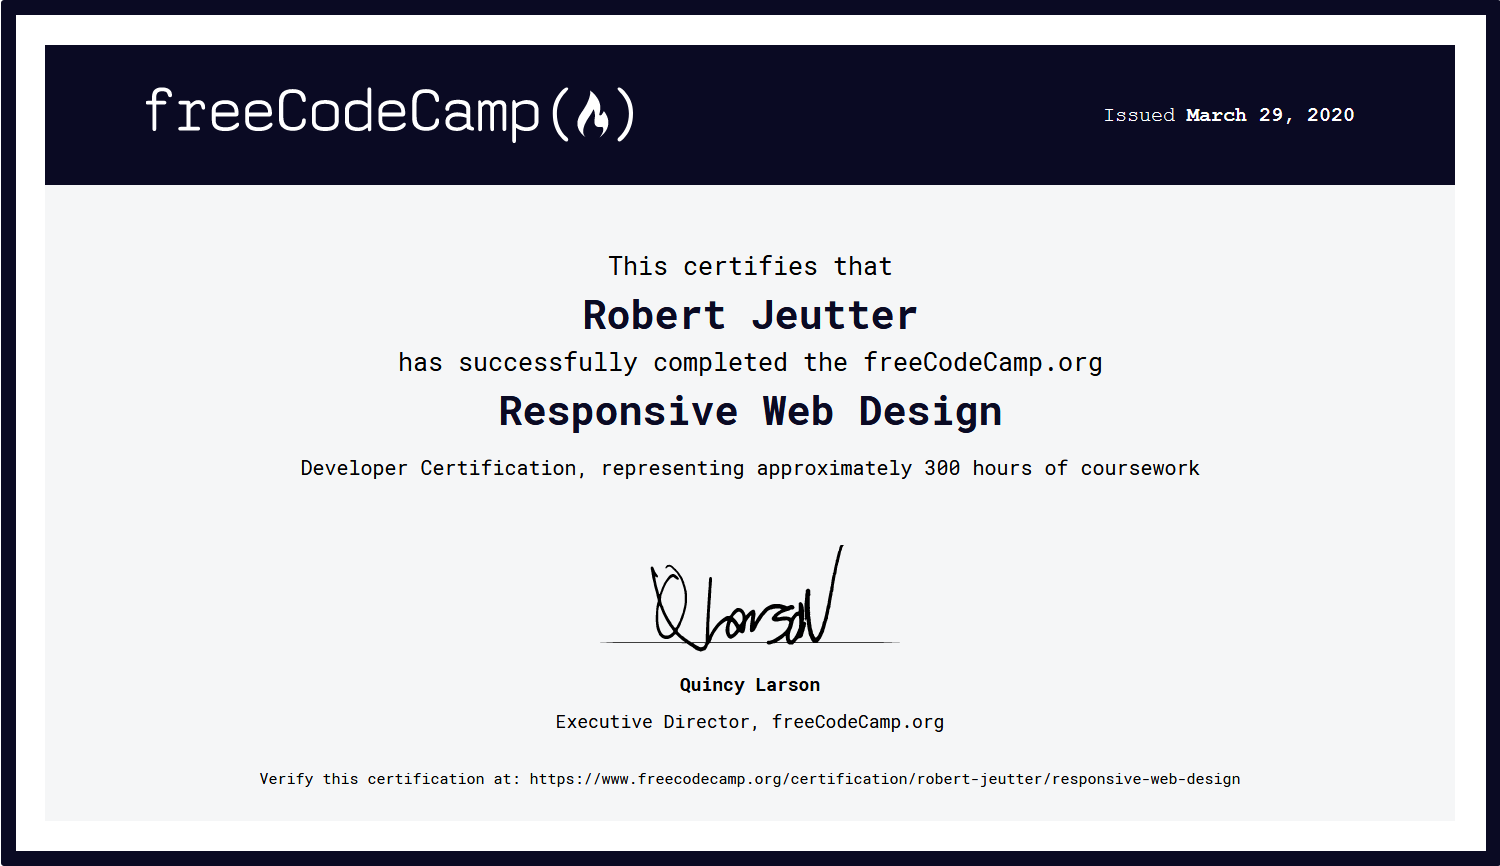 freeCodeCamp(🔥)
Issued March 29, 2020
This certifies that
Robert Jeutter
has successfully completed the freeCodeCamp.org
Responsive Web Design
Developer Certification, representing approximately 300 hours of coursework
Q Larson
Quincy Larson
Executive Director, freeCodeCamp.org
Verify this certification at: https://www.freecodecamp.org/certification/robert-jeutter/responsive-web-design